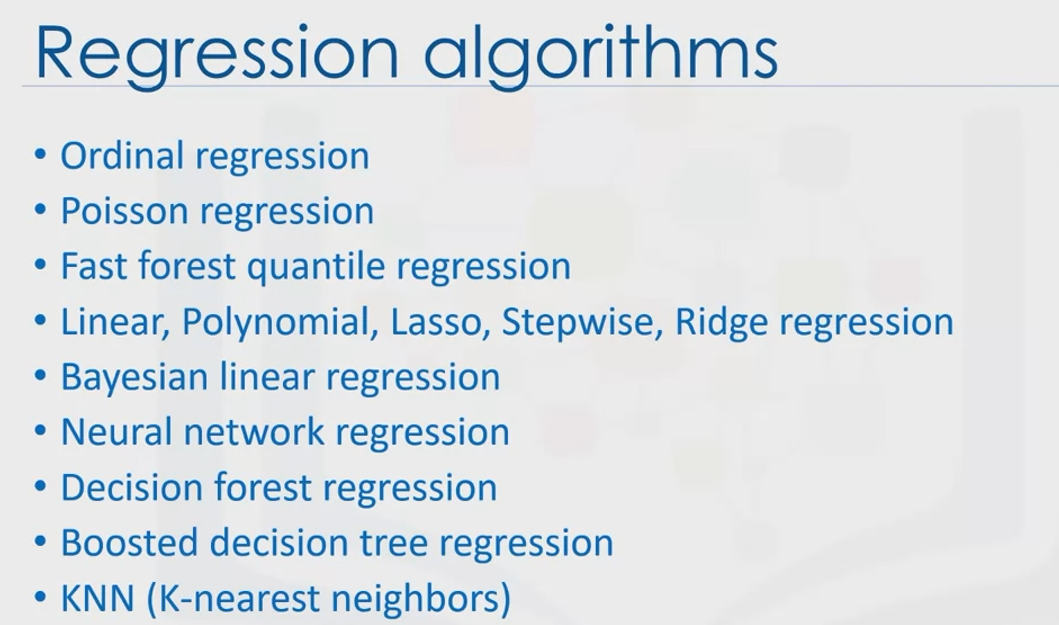 Regression algorithms
• Ordinal regression
• Poisson regression
• Fast forest quantile regression
• Linear, Polynomial, Lasso, Stepwise, Ridge regression
• Bayesian linear regression
• Neural network regression
• Decision forest regression
• Boosted decision tree regression
• KNN (K-nearest neighbors)